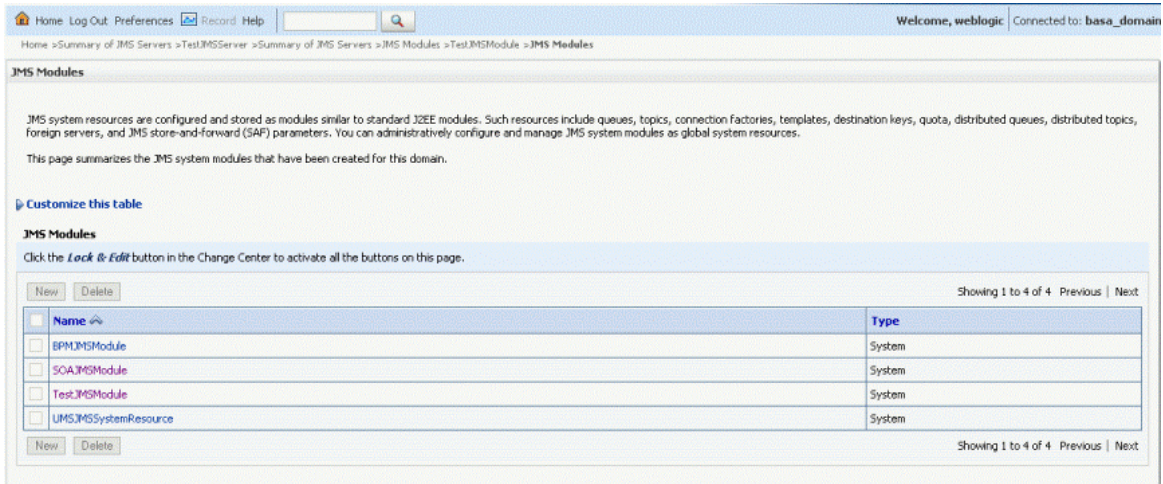 Home Log Out Preferences Record Help Welcome, weblogic Connected to: basa_domain
Home >Summary of JMS Servers >TestJMSServer >Summary of JMS Servers >JMS Modules >TestJMSModule >JMS Modules
JMS Modules
JMS system resources are configured and stored as modules similar to standard J2EE modules. Such resources include queues, topics, connection factories, templates, destination keys, quota, distributed queues, distributed topics,
foreign servers, and JMS store-and-forward (SAF) parameters. You can administratively configure and manage JMS system modules as global system resources.
This page summarizes the JMS system modules that have been created for this domain.
Customize this table
JMS Modules
Click the Lock & Edit button in the Change Center to activate all the buttons on this page.
New Delete Showing 1 to 4 of 4 Previous | Next
Name Type
BPMJMSModule System
SOAJMSModule System
TestJMSModule System
UMSJMSSystemResource System
New Delete Showing 1 to 4 of 4 Previous | Next